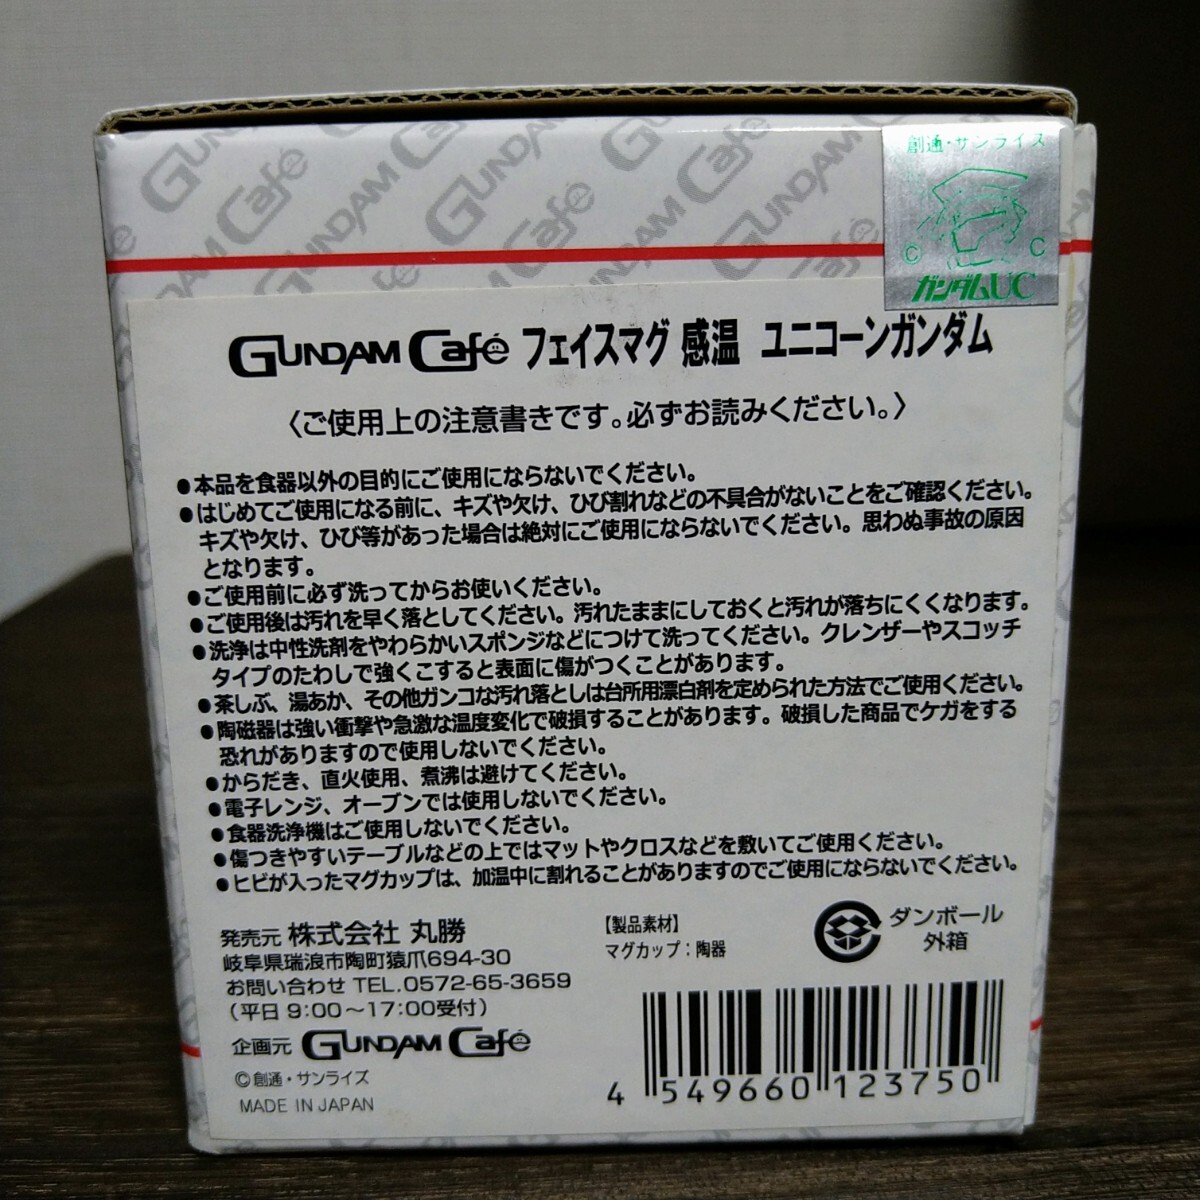 GUNDAM Café
創通・サンライズ
© C
ガンダムUC
GUNDAM Café フェイスマグ 感温 ユニコーンガンダム
〈ご使用上の注意書きです。必ずお読みください。〉
●本品を食器以外の目的にご使用にならないでください。
●はじめてご使用になる前に、キズや欠け、ひび割れなどの不具合がないことをご確認ください。
キズや欠け、ひび等があった場合は絶対にご使用にならないでください。思わぬ事故の原因
となります。
●ご使用前に必ず洗ってからお使いください。
●ご使用後は汚れを早く落としてください。汚れたままにしておくと汚れが落ちにくくなります。
●洗浄は中性洗剤をやわらかいスポンジなどにつけて洗ってください。クレンザーやスコッチ
タイプのたわしで強くこすると表面に傷がつくことがあります。
●茶しぶ、湯あか、その他ガンコな汚れ落としは台所用漂白剤を定められた方法でご使用ください。
●陶磁器は強い衝撃や急激な温度変化で破損することがあります。破損した商品でケガをする
恐れがありますので使用しないでください。
●からだき、直火使用、煮沸は避けてください。
●電子レンジ、オーブンでは使用しないでください。
●食器洗浄機はご使用しないでください。
●傷つきやすいテーブルなどの上ではマットやクロスなどを敷いてご使用ください。
●ヒビが入ったマグカップは、加温中に割れることがありますのでご使用にならないでください。
発売元 株式会社 丸勝
岐阜県瑞浪市陶町猿爪694-30
お問い合わせ TEL.0572-65-3659
(平日 9:00～17:00受付)
企画元 GUNDAM Café
©創通・サンライズ
MADE IN JAPAN
【製品素材】
マグカップ：陶器
ダンボール
外箱
4 549660 123750